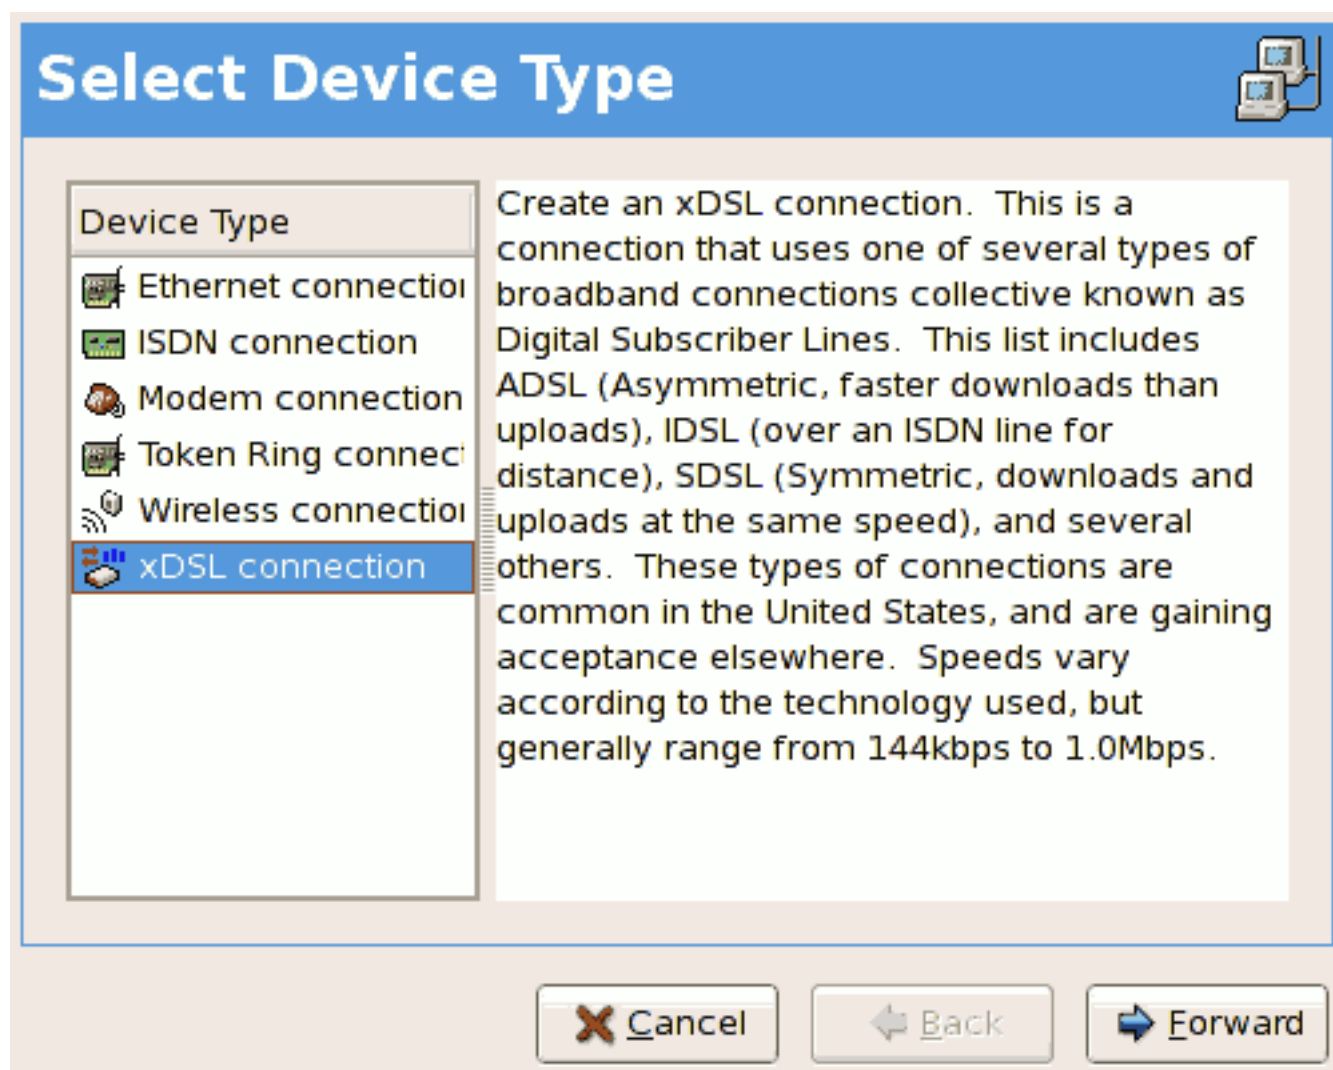 Select Device Type
Device Type
Ethernet connection
ISDN connection
Modem connection
Token Ring connect
Wireless connection
xDSL connection
Create an xDSL connection.  This is a
connection that uses one of several types of
broadband connections collective known as
Digital Subscriber Lines.  This list includes
ADSL (Asymmetric, faster downloads than
uploads), IDSL (over an ISDN line for
distance), SDSL (Symmetric, downloads and
uploads at the same speed), and several
others.  These types of connections are
common in the United States, and are gaining
acceptance elsewhere.  Speeds vary
according to the technology used, but
generally range from 144kbps to 1.0Mbps.
Cancel
Back
Forward